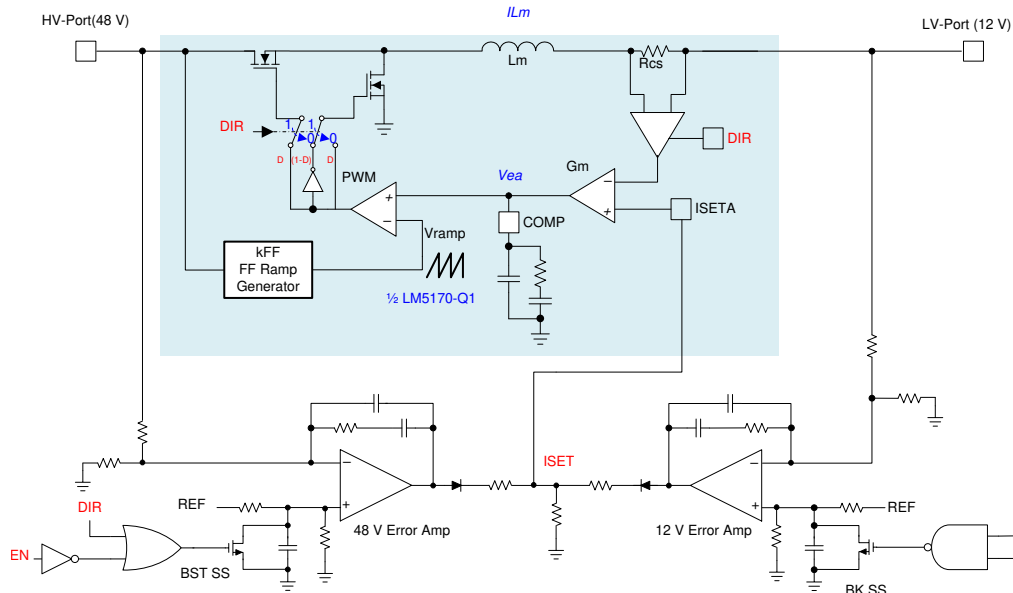 ILm
HV-Port(48 V)
LV-Port (12 V)
Lm
Rcs
DIR
1
1
0
0
DIR
D
(1-D)
D
PWM
Vea
Gm
ISETA
COMP
Vramp
kFF
FF Ramp
Generator
½ LM5170-Q1
ISET
REF
48 V Error Amp
12 V Error Amp
REF
DIR
EN
BST SS
BK SS